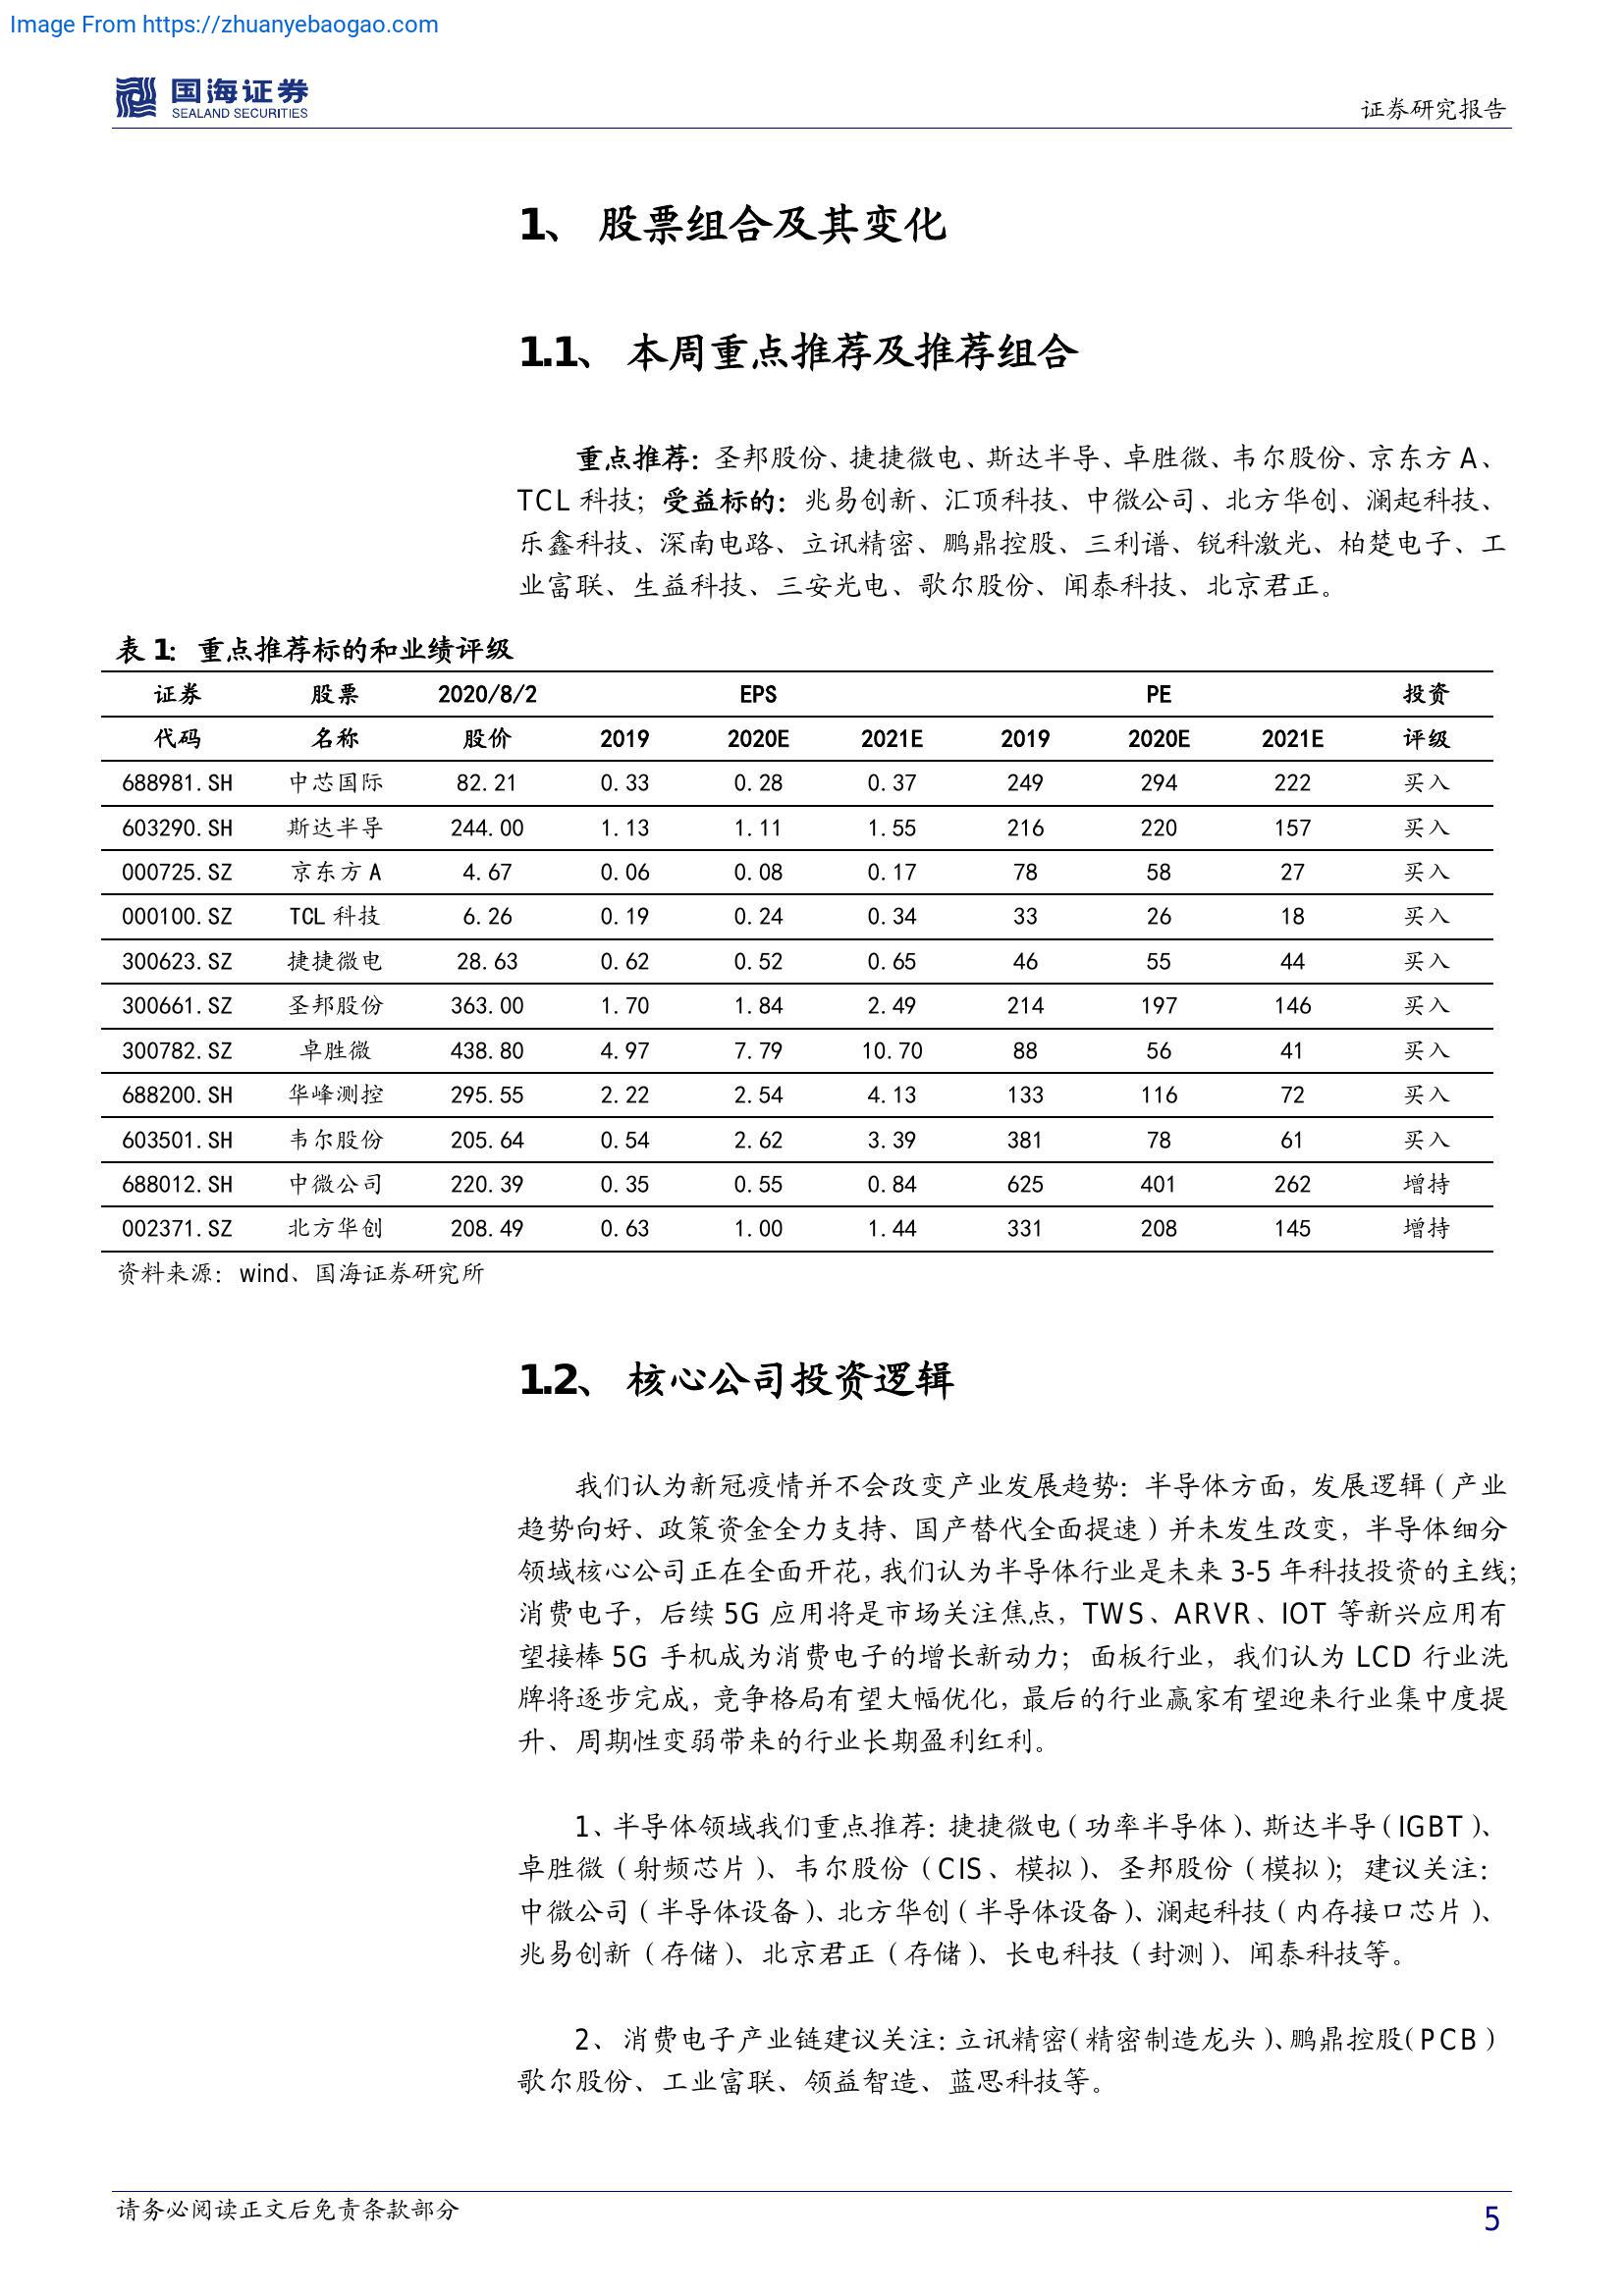 Image From https://zhuanyebaogao.com
国海证券
SEALAND SECURITIES
证券研究报告
1、 股票组合及其变化
1.1、 本周重点推荐及推荐组合
重点推荐：圣邦股份、捷捷微电、斯达半导、卓胜微、韦尔股份、京东方 A、
TCL 科技；受益标的：兆易创新、汇顶科技、中微公司、北方华创、澜起科技、
乐鑫科技、深南电路、立讯精密、鹏鼎控股、三利谱、锐科激光、柏楚电子、工
业富联、生益科技、三安光电、歌尔股份、闻泰科技、北京君正。
表 1：重点推荐标的和业绩评级
证券 股票 2020/8/2 EPS PE 投资
代码 名称 股价 2019 2020E 2021E 2019 2020E 2021E 评级
688981.SH 中芯国际 82.21 0.33 0.28 0.37 249 294 222 买入
603290.SH 斯达半导 244.00 1.13 1.11 1.55 216 220 157 买入
000725.SZ 京东方 A 4.67 0.06 0.08 0.17 78 58 27 买入
000100.SZ TCL 科技 6.26 0.19 0.24 0.34 33 26 18 买入
300623.SZ 捷捷微电 28.63 0.62 0.52 0.65 46 55 44 买入
300661.SZ 圣邦股份 363.00 1.70 1.84 2.49 214 197 146 买入
300782.SZ 卓胜微 438.80 4.97 7.79 10.70 88 56 41 买入
688200.SH 华峰测控 295.55 2.22 2.54 4.13 133 116 72 买入
603501.SH 韦尔股份 205.64 0.54 2.62 3.39 381 78 61 买入
688012.SH 中微公司 220.39 0.35 0.55 0.84 625 401 262 增持
002371.SZ 北方华创 208.49 0.63 1.00 1.44 331 208 145 增持
资料来源：wind、国海证券研究所
1.2、 核心公司投资逻辑
我们认为新冠疫情并不会改变产业发展趋势：半导体方面，发展逻辑（产业
趋势向好、政策资金全力支持、国产替代全面提速）并未发生改变，半导体细分
领域核心公司正在全面开花，我们认为半导体行业是未来 3-5 年科技投资的主线；
消费电子，后续 5G 应用将是市场关注焦点，TWS、ARVR、IOT 等新兴应用有
望接棒 5G 手机成为消费电子的增长新动力；面板行业，我们认为 LCD 行业洗
牌将逐步完成，竞争格局有望大幅优化，最后的行业赢家有望迎来行业集中度提
升、周期性变弱带来的行业长期盈利红利。
1、半导体领域我们重点推荐：捷捷微电（功率半导体）、斯达半导（IGBT）、
卓胜微（射频芯片）、韦尔股份（CIS、模拟）、圣邦股份（模拟）；建议关注：
中微公司（半导体设备）、北方华创（半导体设备）、澜起科技（内存接口芯片）、
兆易创新（存储）、北京君正（存储）、长电科技（封测）、闻泰科技等。
2、消费电子产业链建议关注：立讯精密（精密制造龙头）、鹏鼎控股（PCB）
歌尔股份、工业富联、领益智造、蓝思科技等。
请务必阅读正文后免责条款部分
5